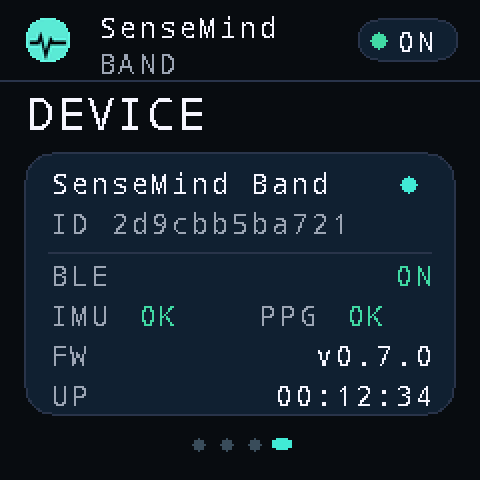 SenseMind
BAND
ON
DEVICE
SenseMind Band
ID 2d9cbb5ba721
BLE ON
IMU OK PPG OK
FW v0.7.0
UP 00:12:34